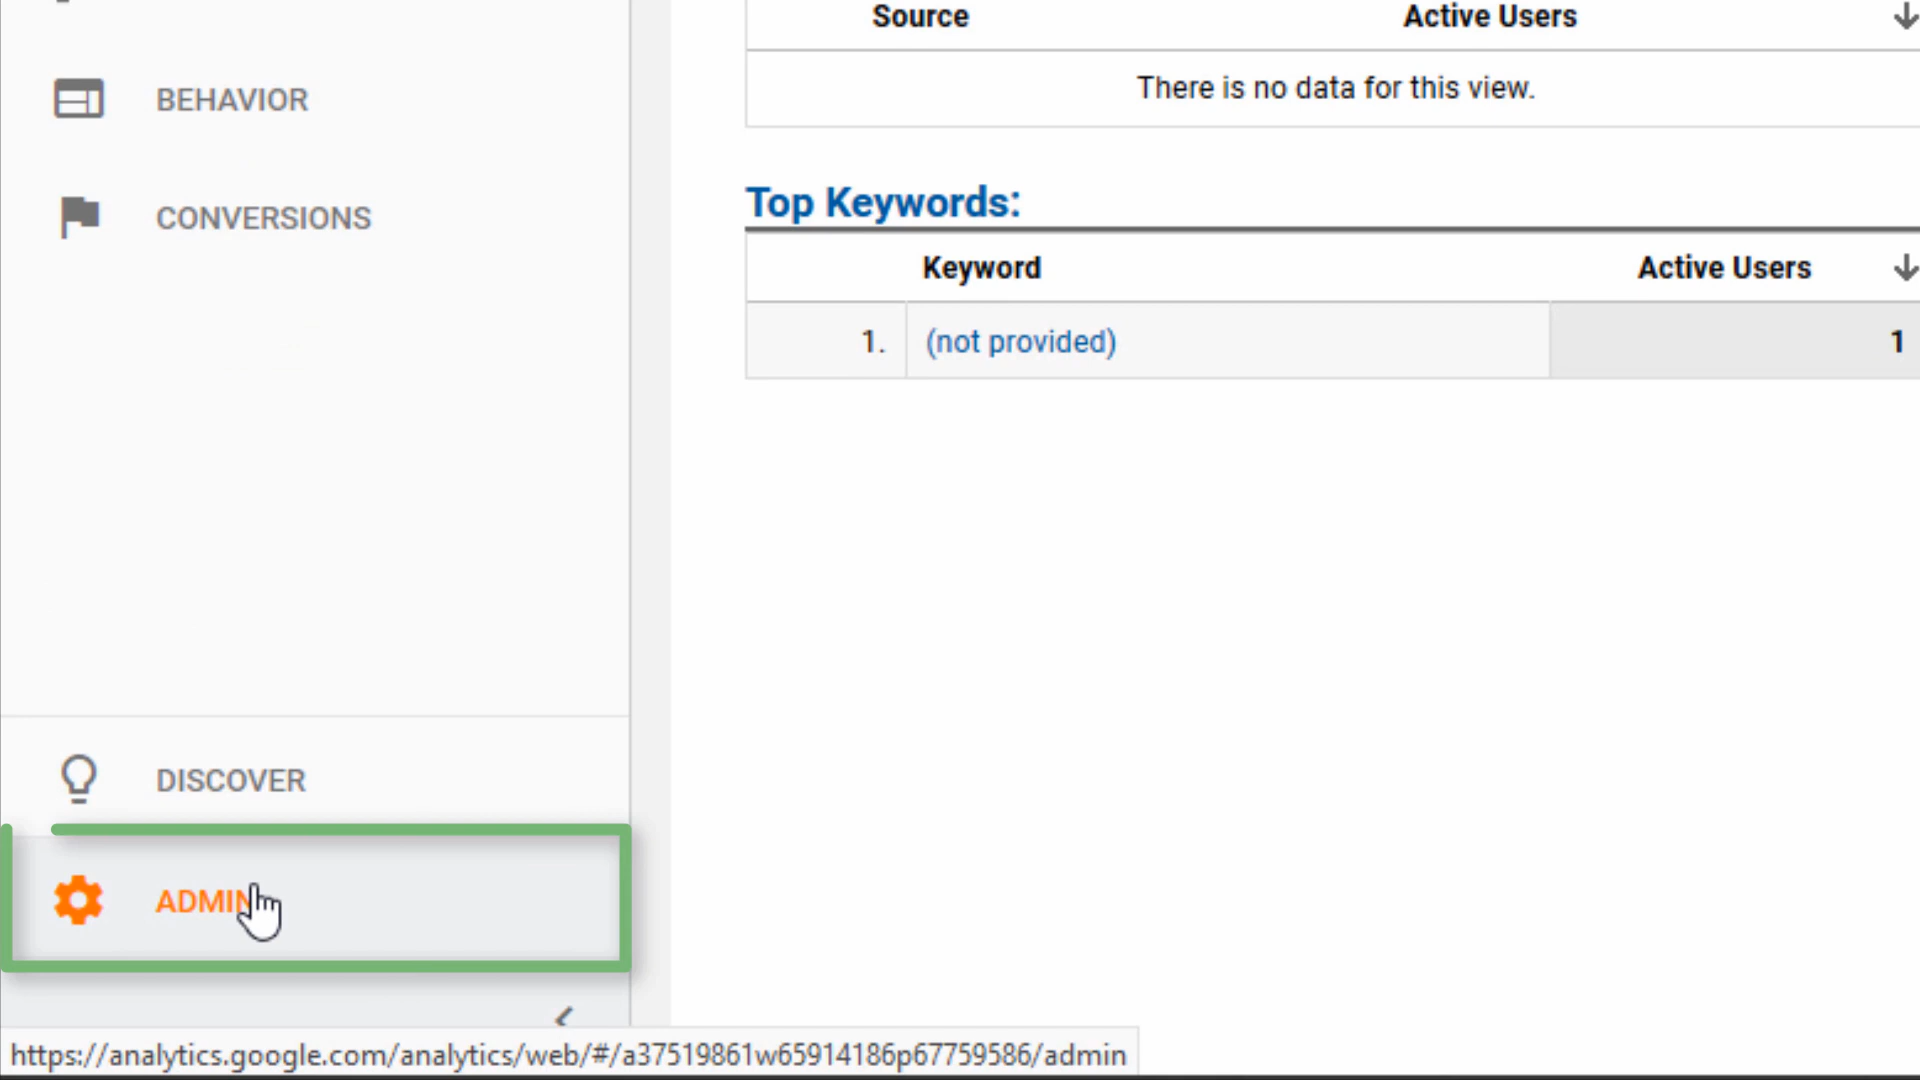 Source Active Users
There is no data for this view.
BEHAVIOR
CONVERSIONS
Top Keywords:
Keyword Active Users
1. (not provided) 1
DISCOVER
ADMIN
https://analytics.google.com/analytics/web/#/a37519861w65914186p67759586/admin